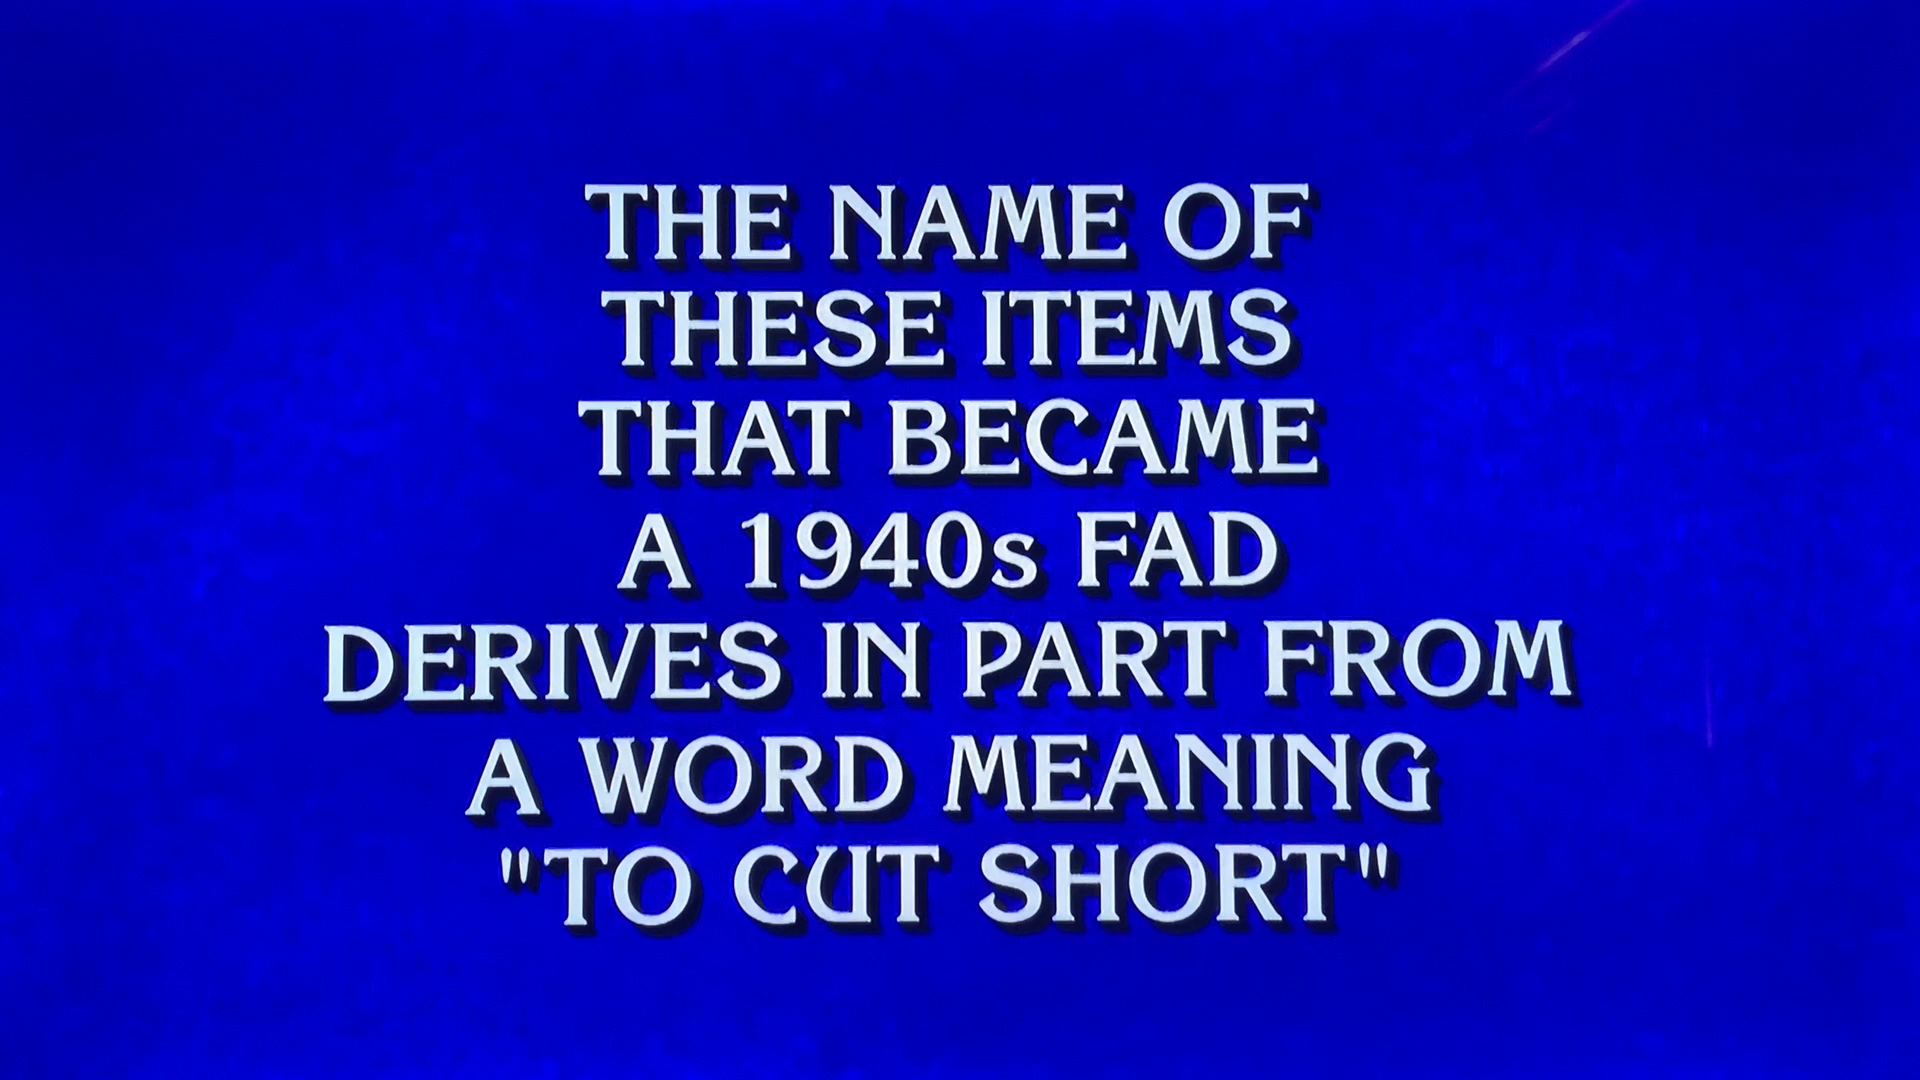 THE NAME OF
THESE ITEMS
THAT BECAME
A 1940s FAD
DERIVES IN PART FROM
A WORD MEANING
"TO CUT SHORT"